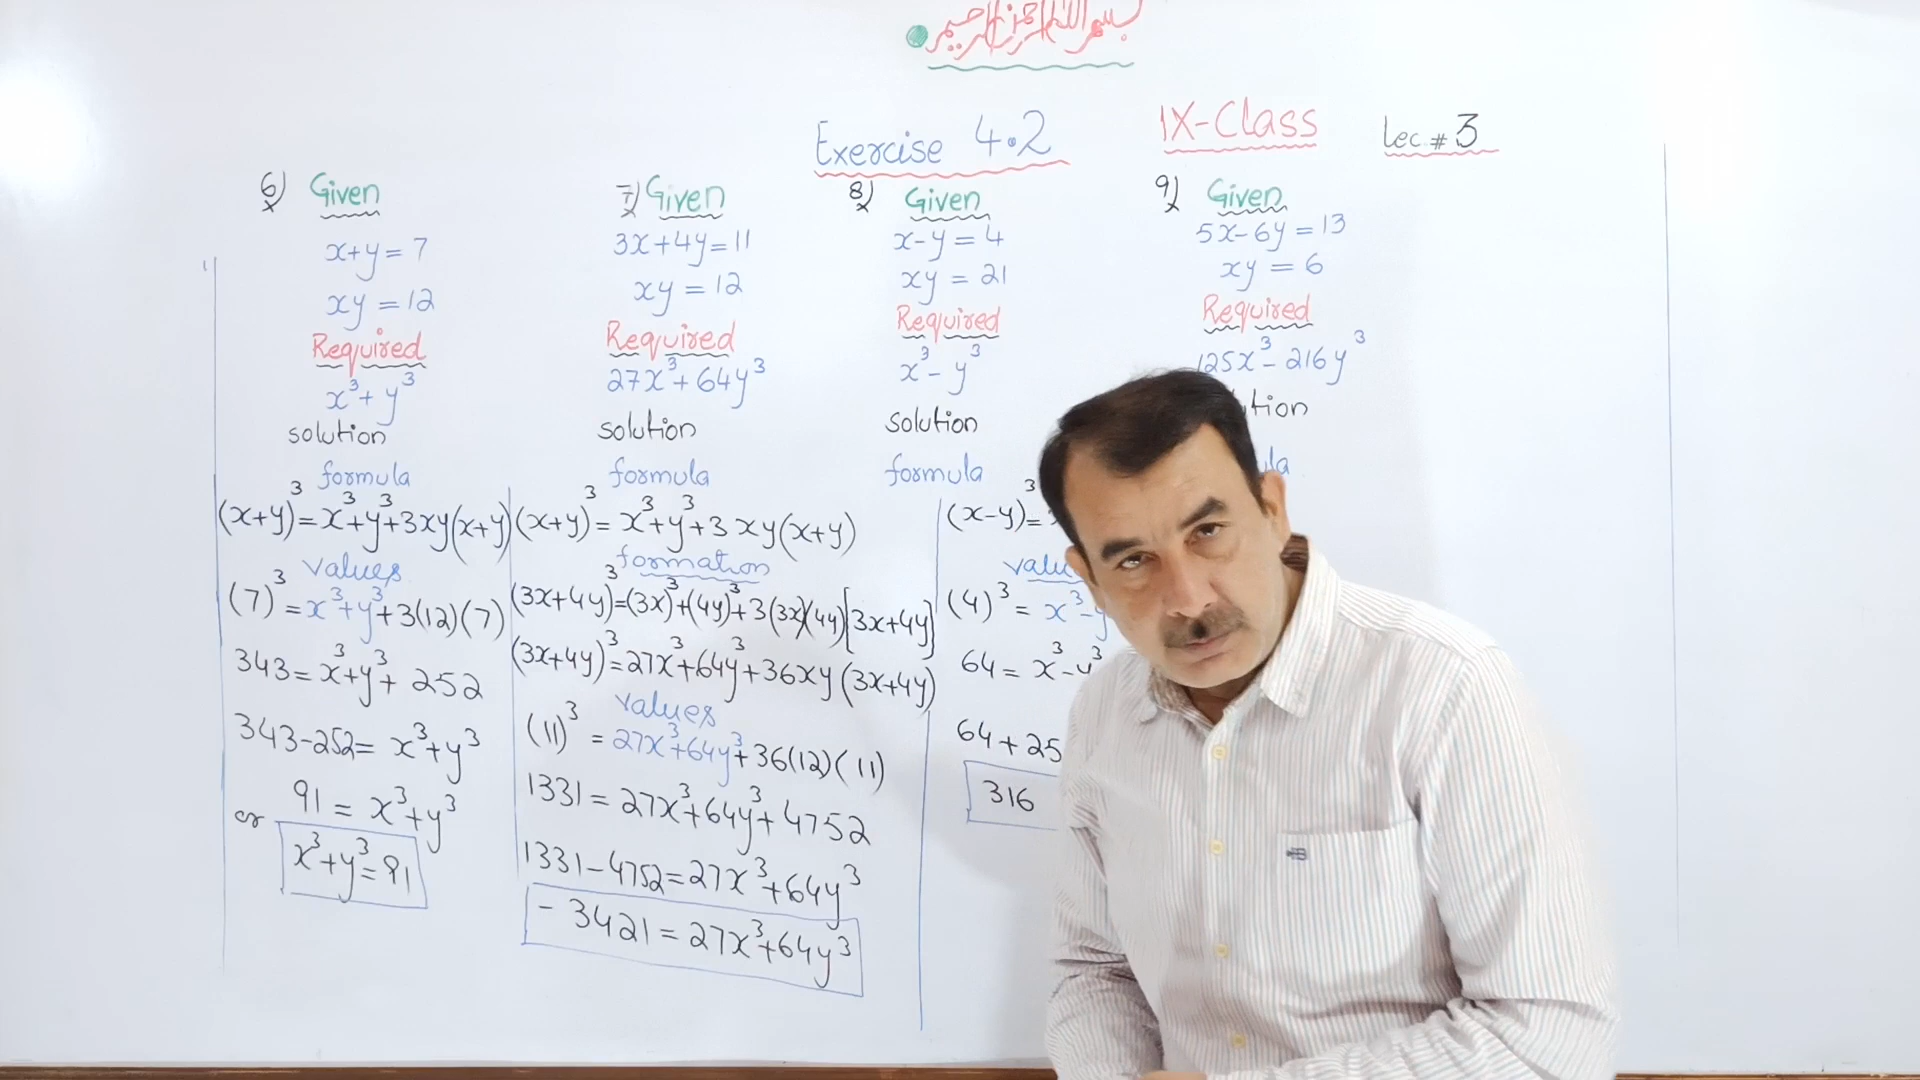 بسم الله الرحمن الرحيم
Exercise 4.2
IX-Class
Lec.# 3
6) Given
x+y=7
xy=12
Required
x³+y³
solution
formula
(x+y)³=x³+y³+3xy(x+y)
values
(7)³=x³+y³+3(12)(7)
343=x³+y³+252
343-252=x³+y³
91=x³+y³
or
x³+y³=91
7) Given
3x+4y=11
xy=12
Required
27x³+64y³
solution
formula
(x+y)³=x³+y³+3xy(x+y)
formation
(3x+4y)³=(3x)³+(4y)³+3(3x)(4y)[3x+4y]
(3x+4y)³=27x³+64y³+36xy(3x+4y)
values
(11)³=27x³+64y³+36(12)(11)
1331=27x³+64y³+4752
1331-4752=27x³+64y³
-3421=27x³+64y³
8) Given
x-y=4
xy=21
Required
x³-y³
solution
formula
(x-y)³=
(4)³=x³-y
64=x³-y³
64+25
316
9) Given
5x-6y=13
xy=6
Required
125x³-216y³